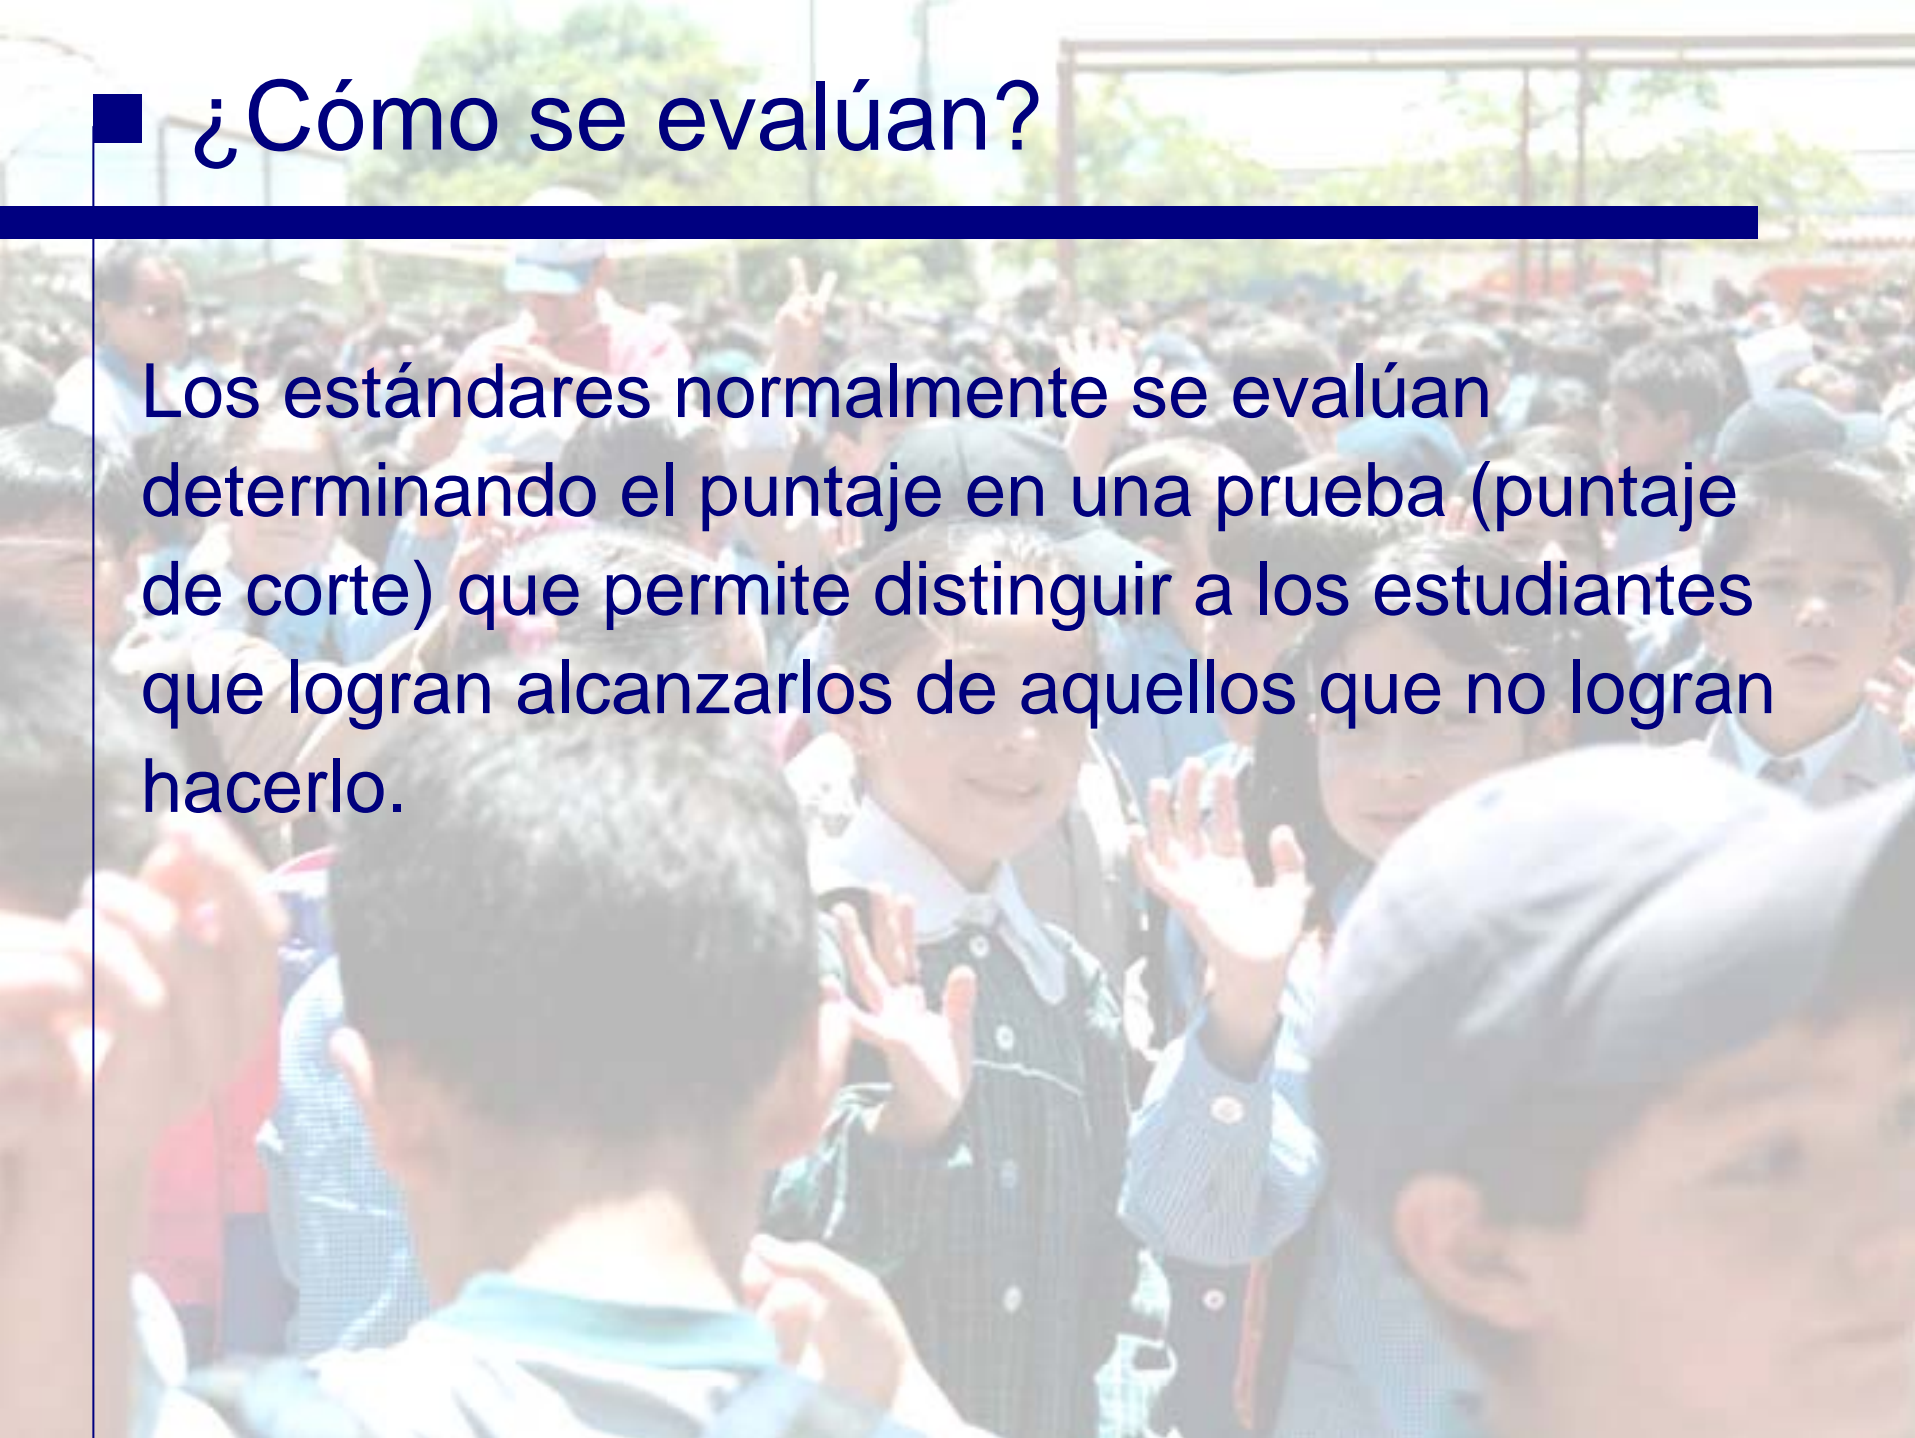 ¿Cómo se evalúan?
Los estándares normalmente se evalúan
determinando el puntaje en una prueba (puntaje
de corte) que permite distinguir a los estudiantes
que logran alcanzarlos de aquellos que no logran
hacerlo.